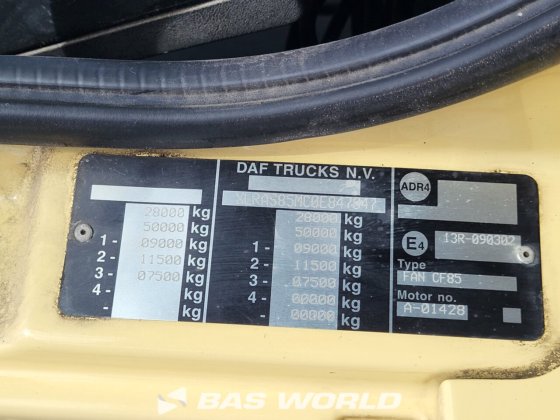 DAF TRUCKS N.V.
XLRAS85MC0E847847
28000 kg
50000 kg
1- 09000 kg
2- 11500 kg
3- 07500 kg
4- kg
- kg
28000 kg
50000 kg
1- 09000 kg
2- 11500 kg
3- 07500 kg
4- 00000 kg
- 00000 kg
ADR4
E4 13R-090302
Type
FAN CF85
Motor no.
A-01428
BAS WORLD